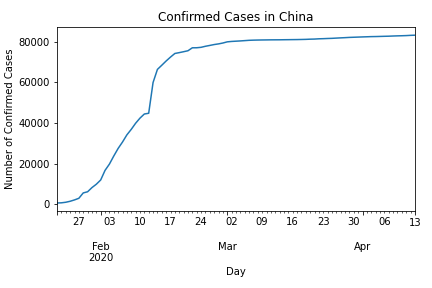 Confirmed Cases in China
Number of Confirmed Cases
80000
60000
40000
20000
0
27 03 10 17 24 02 09 16 23 30 06 13
Feb Mar Apr
2020
Day